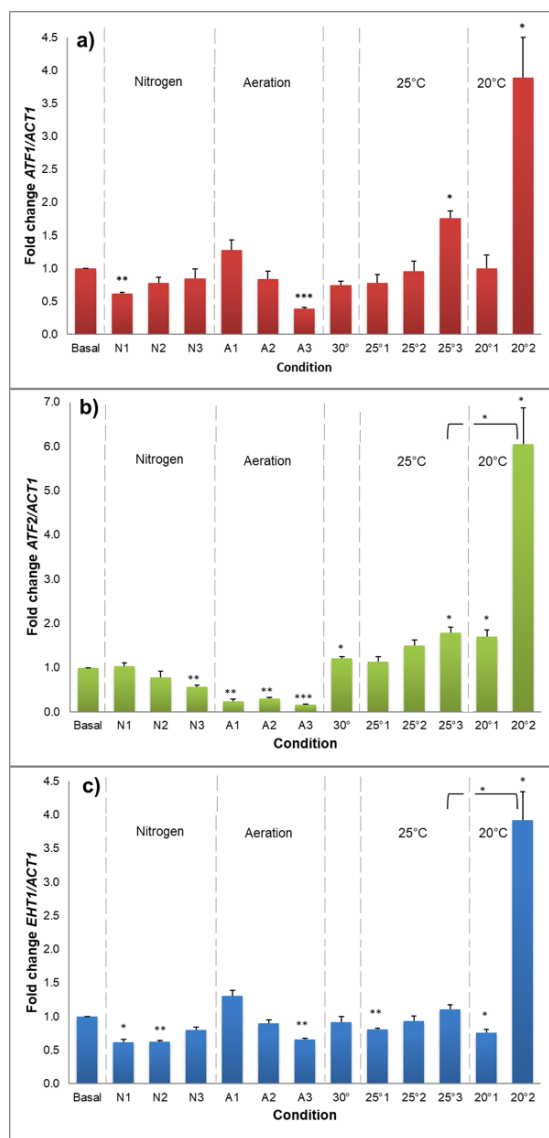 a)
Fold change ATF1/ACT1
4.5
4.0
3.5
3.0
2.5
2.0
1.5
1.0
0.5
0.0
Nitrogen
Aeration
25°C
20°C
**
***
*
*
Basal N1 N2 N3 A1 A2 A3 30° 25°1 25°2 25°3 20°1 20°2
Condition
b)
Fold change ATF2/ACT1
7.0
6.0
5.0
4.0
3.0
2.0
1.0
0.0
Nitrogen
Aeration
25°C
20°C
**
**
**
***
*
*
*
*
*
Basal N1 N2 N3 A1 A2 A3 30° 25°1 25°2 25°3 20°1 20°2
Condition
c)
Fold change EHT1/ACT1
4.5
4.0
3.5
3.0
2.5
2.0
1.5
1.0
0.5
0.0
Nitrogen
Aeration
25°C
20°C
*
**
**
**
*
*
*
Basal N1 N2 N3 A1 A2 A3 30° 25°1 25°2 25°3 20°1 20°2
Condition